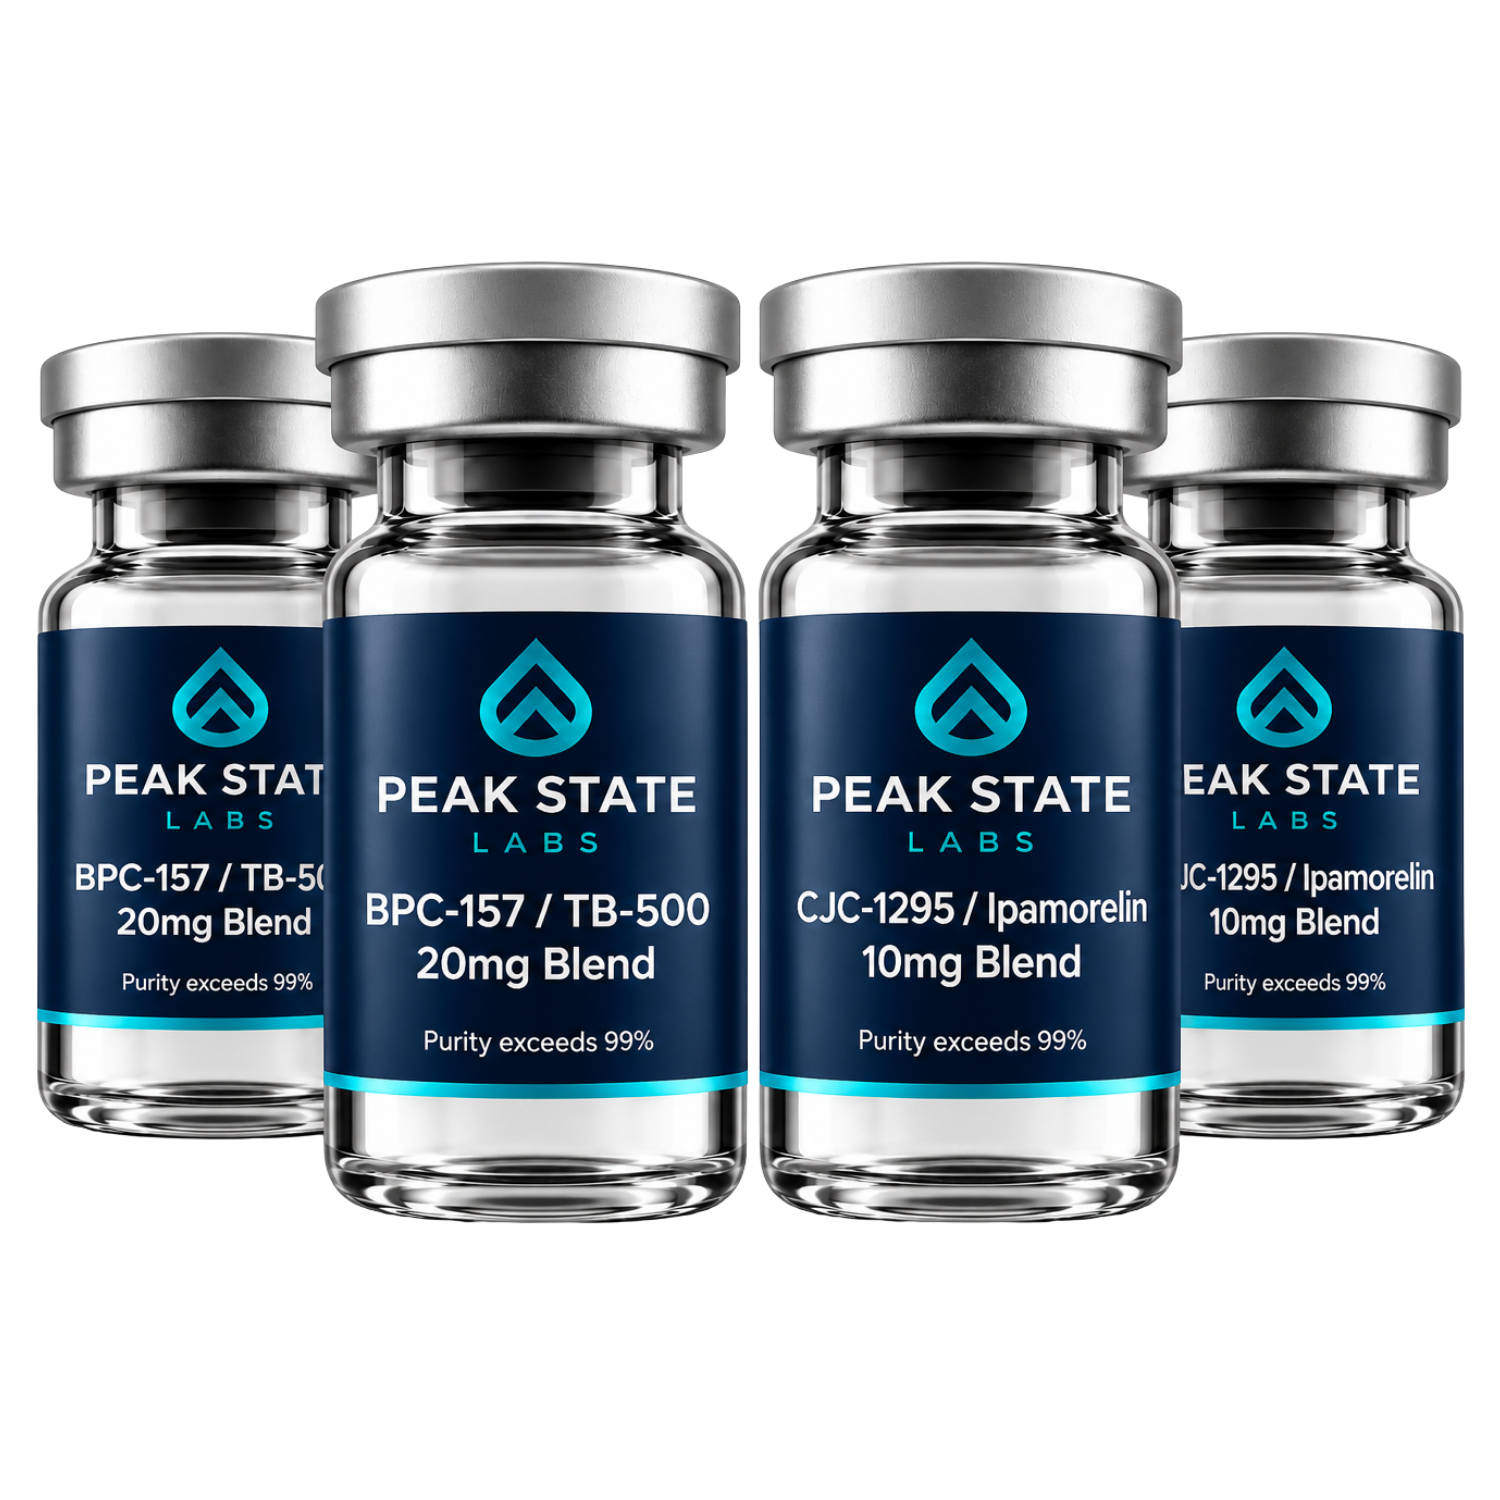 PEAK STAT
LABS
BPC-157 / TB-50
20mg Blend
Purity exceeds 99%
PEAK STATE
LABS
BPC-157 / TB-500
20mg Blend
Purity exceeds 99%
PEAK STATE
LABS
CJC-1295 / Ipamorelin
10mg Blend
Purity exceeds 99%
EAK STATE
LABS
JC-1295 / Ipamorelin
10mg Blend
Purity exceeds 99%